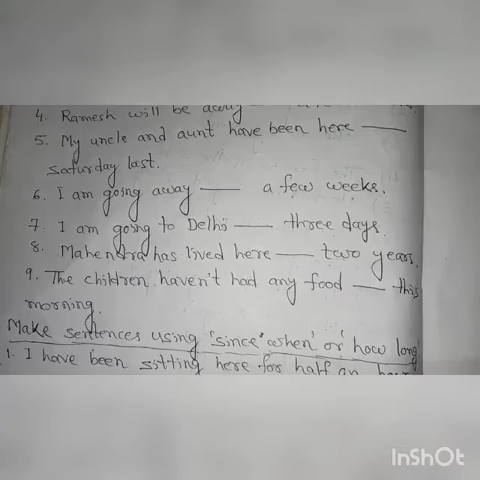 4. Ramesh will be away
5. My uncle and aunt have been here ——
saturday last.
6. I am going away —— a few weeks.
7. I am going to Delhi —— three days.
8. Mahendra has lived here —— two years.
9. The children haven't had any food —— this
morning.
Make sentences using 'since' 'when' or 'how long'
1. I have been sitting here for half an hour
InShOt